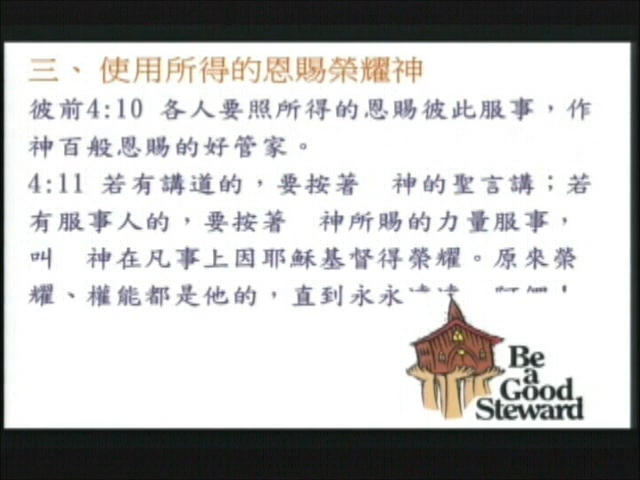 三、 使用所得的恩賜榮耀神
彼前4:10 各人要照所得的恩賜彼此服事，作
神百般恩賜的好管家。
4:11 若有講道的，要按著　神的聖言講；若
有服事人的，要按著　神所賜的力量服事，
叫　神在凡事上因耶穌基督得榮耀。原來榮
耀、權能都是他的，直到永永
Be
a
Good
Steward